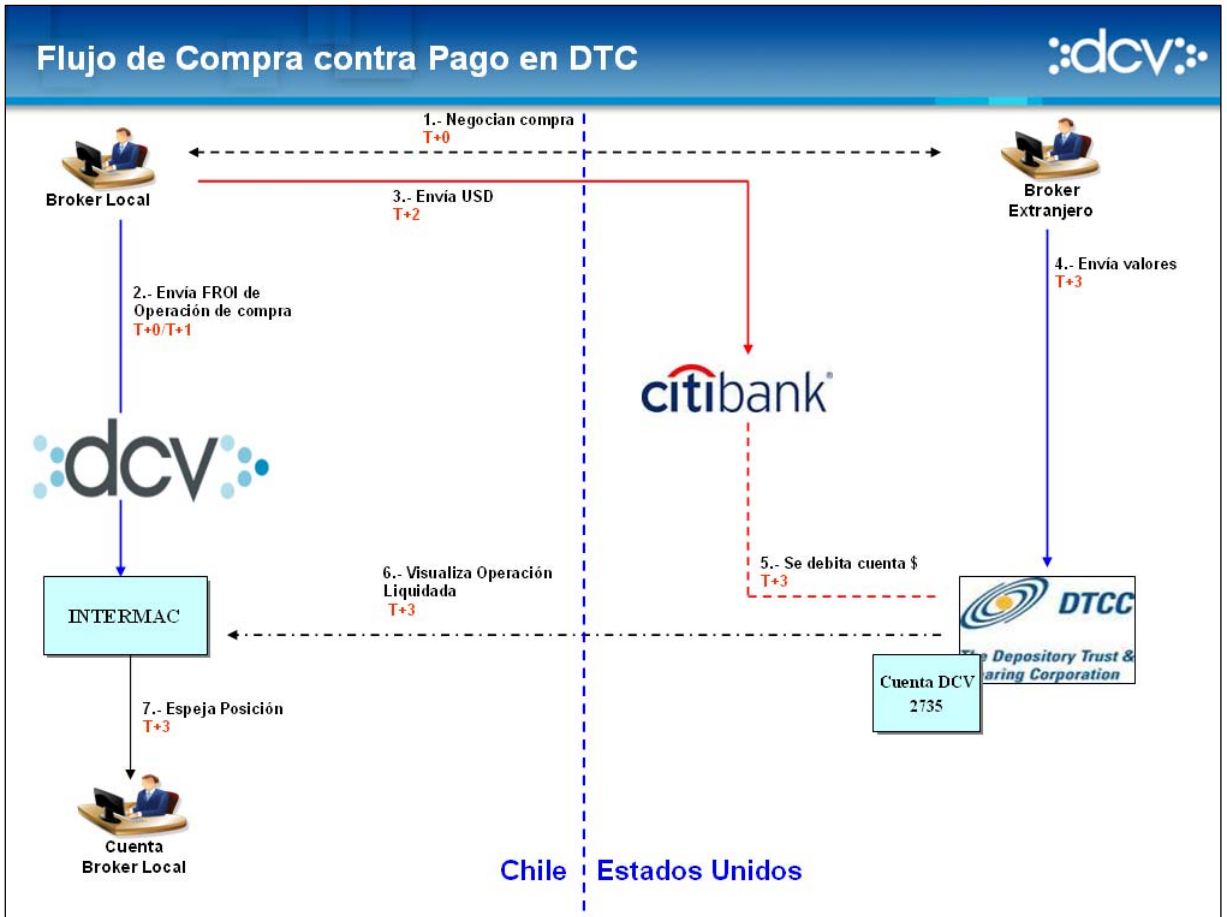 Flujo de Compra contra Pago en DTC
dcv
1.- Negocian compra
T+0
Broker Local
Broker
Extranjero
3.- Envía USD
T+2
2.- Envía FROI de
Operación de compra
T+0/T+1
4.- Envía valores
T+3
citibank®
dcv
5.- Se debita cuenta $
T+3
6.- Visualiza Operación
Liquidada
T+3
INTERMAC
DTCC
The Depository Trust &
aring Corporation
Cuenta DCV
2735
7.- Espeja Posición
T+3
Cuenta
Broker Local
Chile
Estados Unidos